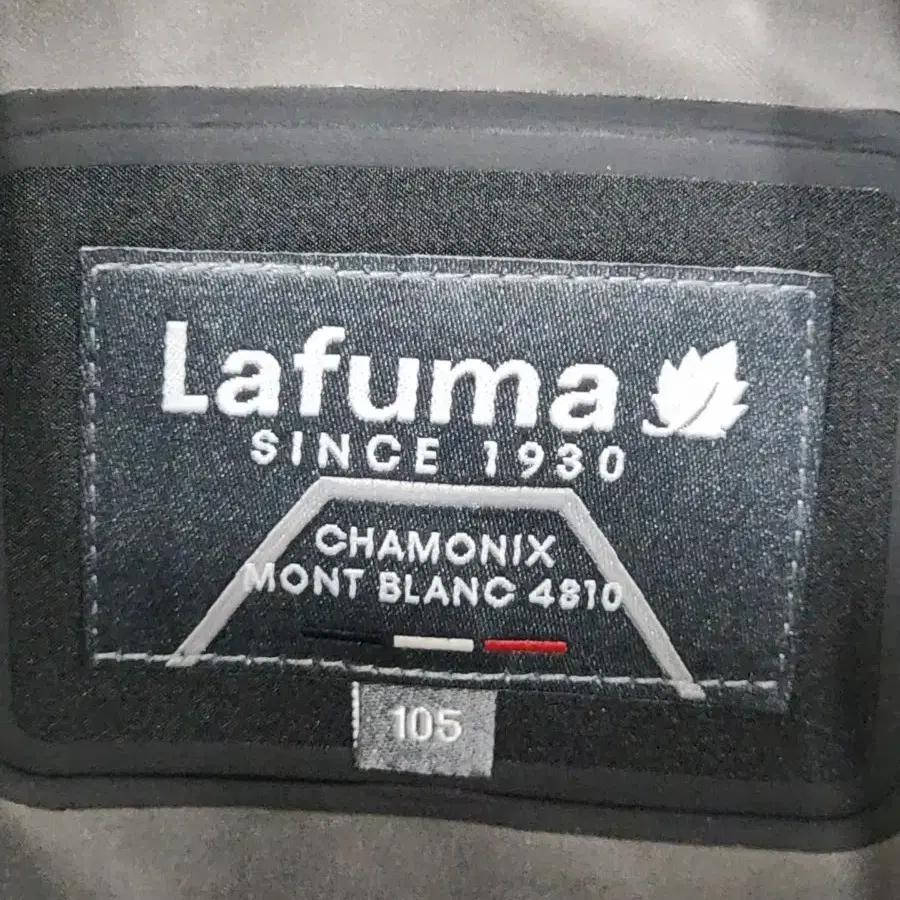 Lafuma
SINCE 1930
CHAMONIX
MONT BLANC 4810
105